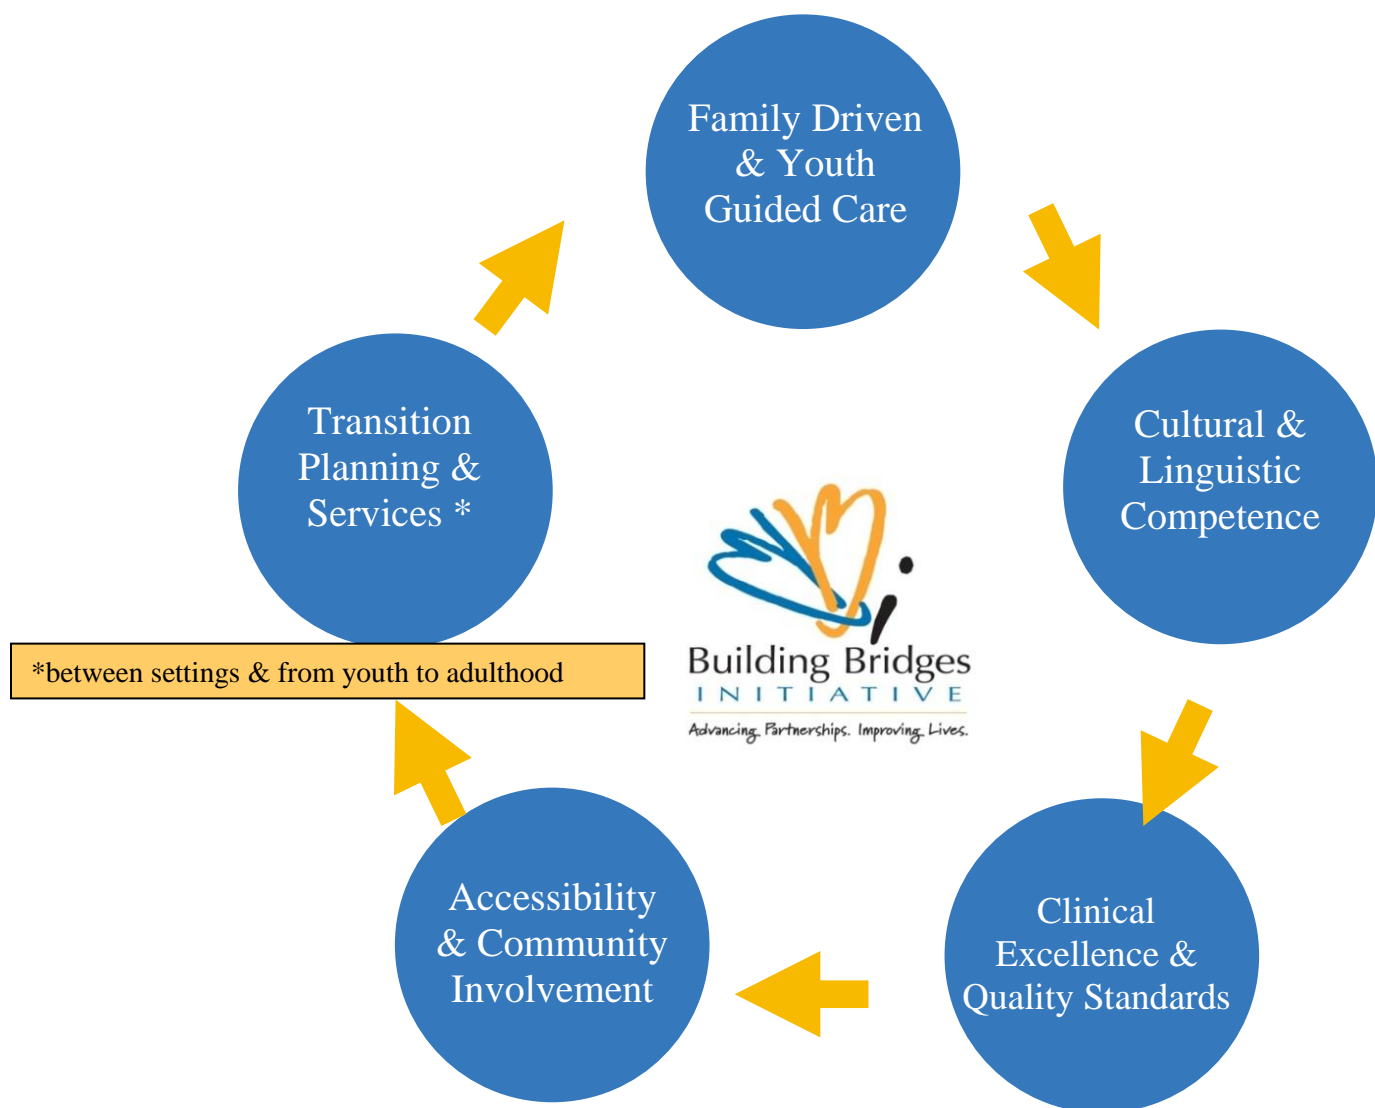 Family Driven
& Youth
Guided Care
Cultural &
Linguistic
Competence
Clinical
Excellence &
Quality Standards
Accessibility
& Community
Involvement
Transition
Planning &
Services *
*between settings & from youth to adulthood
Building Bridges
INITIATIVE
Advancing Partnerships. Improving Lives.